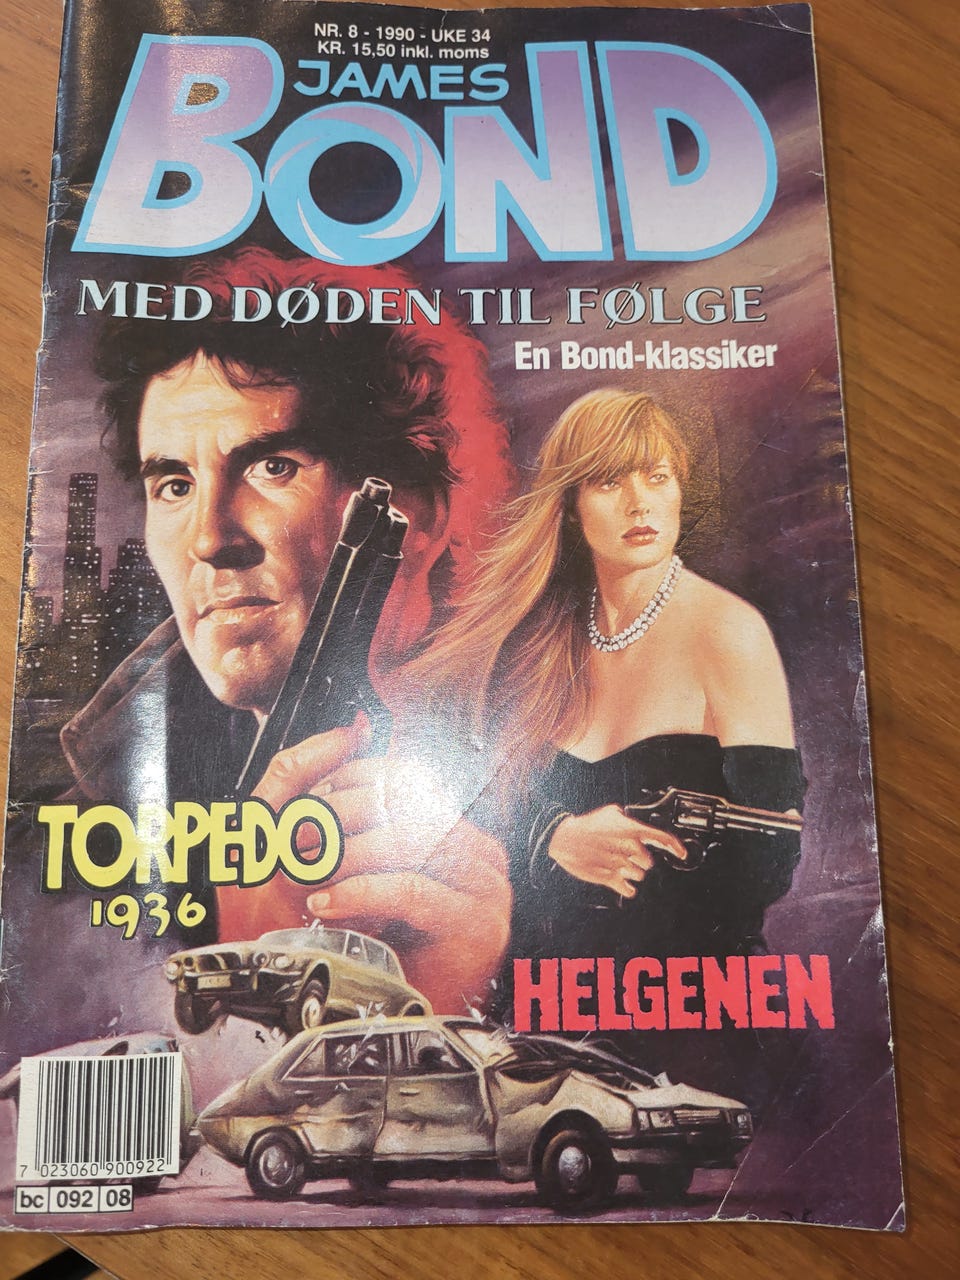 NR. 8 - 1990 - UKE 34
KR. 15,50 inkl. moms
JAMES
BOND
MED DØDEN TIL FØLGE
En Bond-klassiker
TORPEDO
1936
HELGENEN
7 023060 900922
bc 092 08